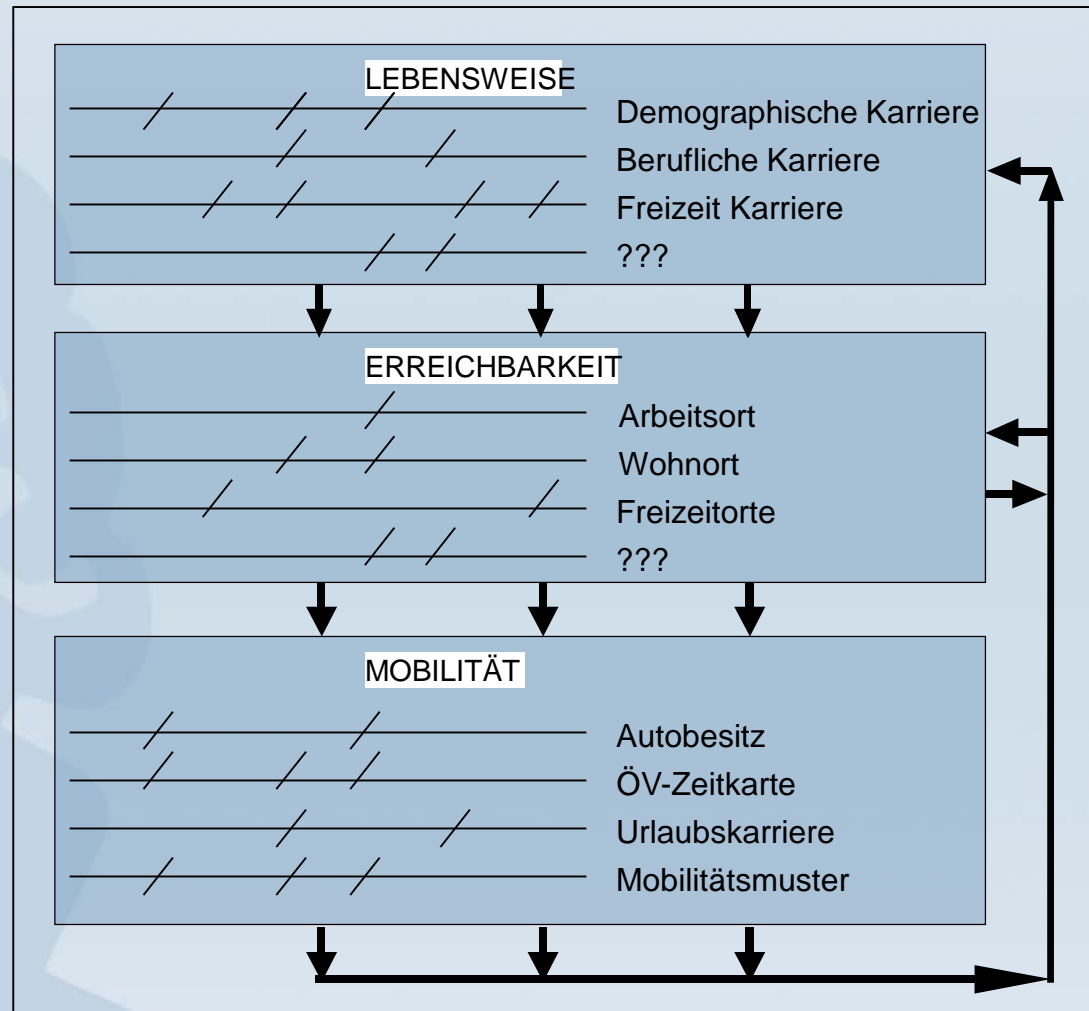 LEBENSWEISE
Demographische Karriere
Berufliche Karriere
Freizeit Karriere
???
ERREICHBARKEIT
Arbeitsort
Wohnort
Freizeitorte
???
MOBILITÄT
Autobesitz
ÖV-Zeitkarte
Urlaubskarriere
Mobilitätsmuster